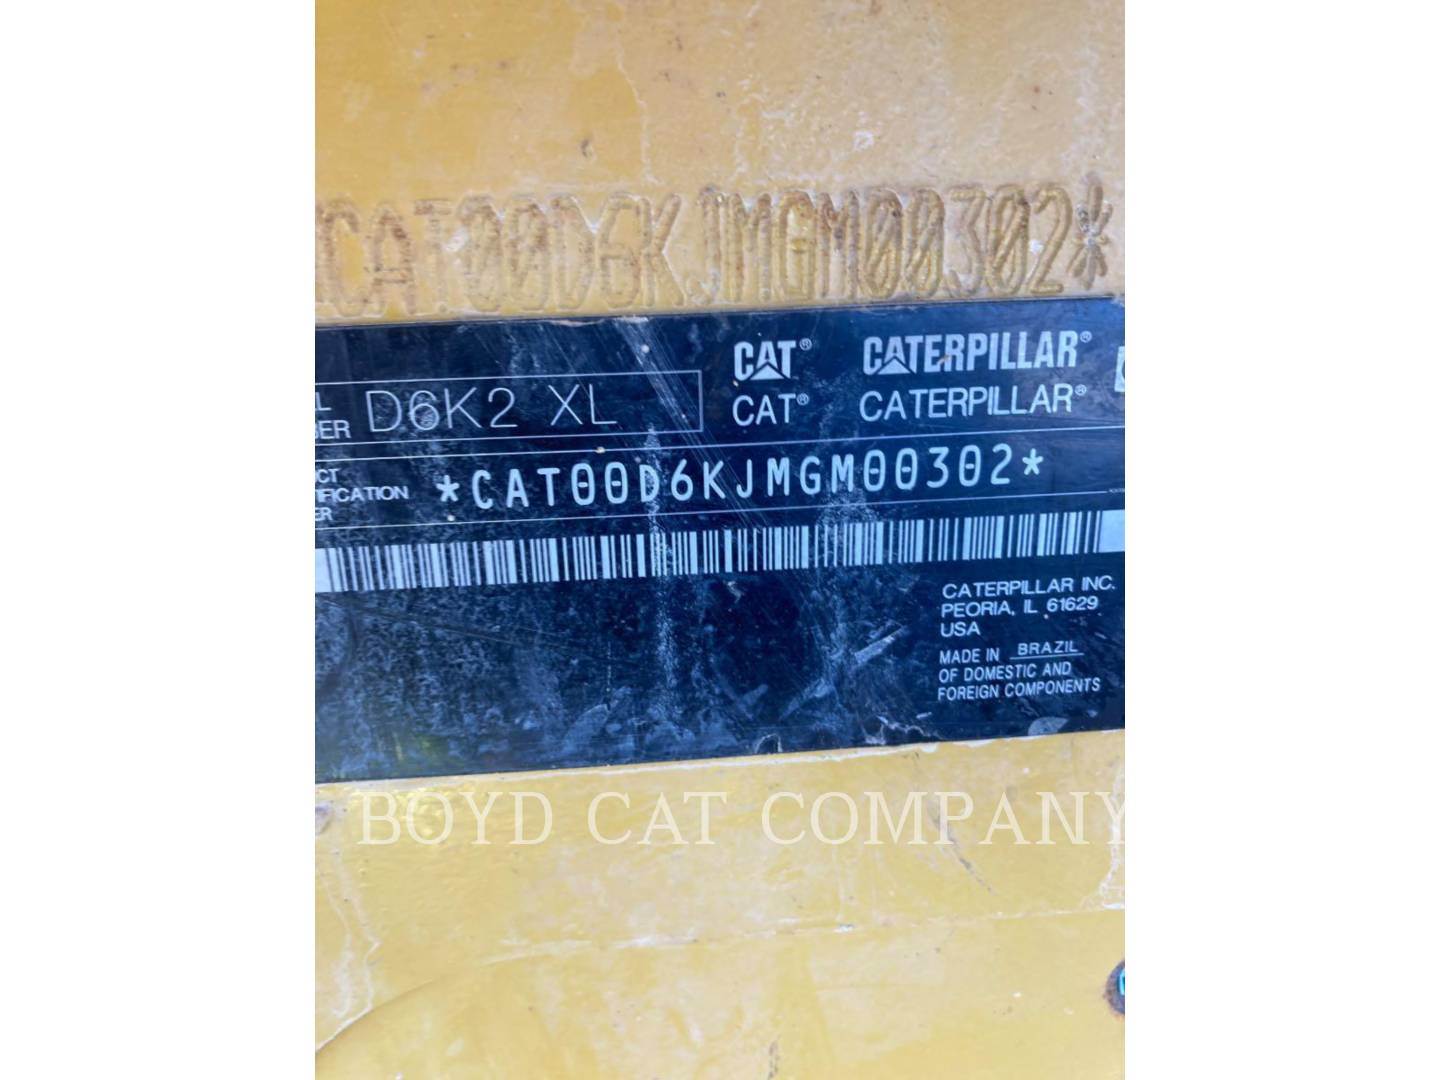 CAT00D6KJMGM00302*
CAT® CATERPILLAR®
D6K2 XL CAT® CATERPILLAR®
*CAT00D6KJMGM00302*
CATERPILLAR INC.
PEORIA, IL 61629
USA
MADE IN BRAZIL
OF DOMESTIC AND
FOREIGN COMPONENTS
BOYD CAT COMPANY